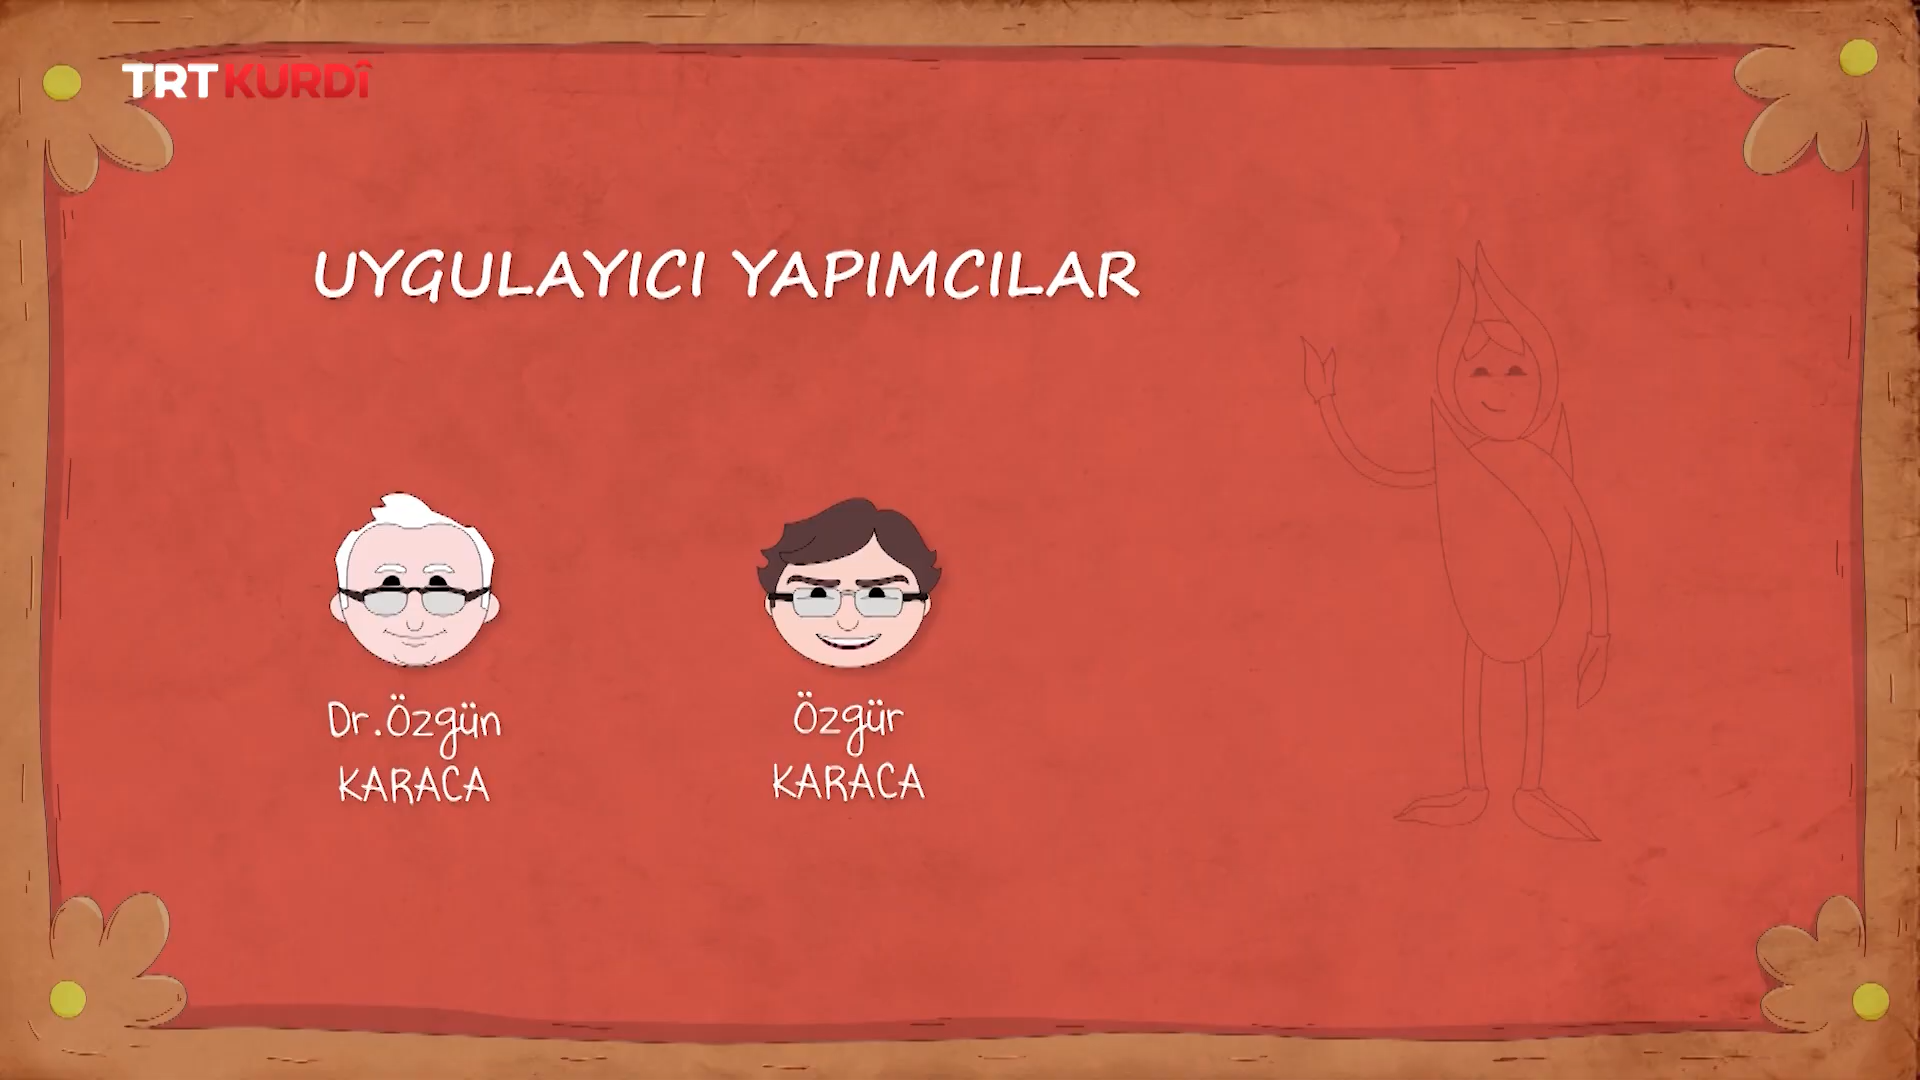 TRT KURDÎ
UYGULAYICI YAPIMCILAR
Dr.Özgün
KARACA
Özgür
KARACA